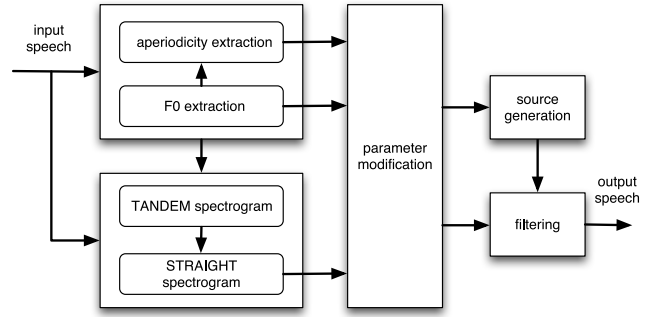 input
speech
aperiodicity extraction
F0 extraction
TANDEM spectrogram
STRAIGHT
spectrogram
parameter
modification
source
generation
filtering
output
speech